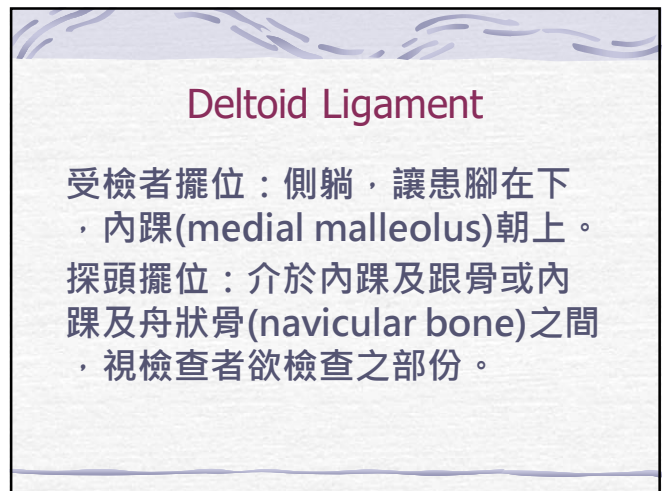 Deltoid Ligament
受檢者擺位：側躺，讓患腳在下
，內踝(medial malleolus)朝上。
探頭擺位：介於內踝及跟骨或內
踝及舟狀骨(navicular bone)之間
，視檢查者欲檢查之部份。